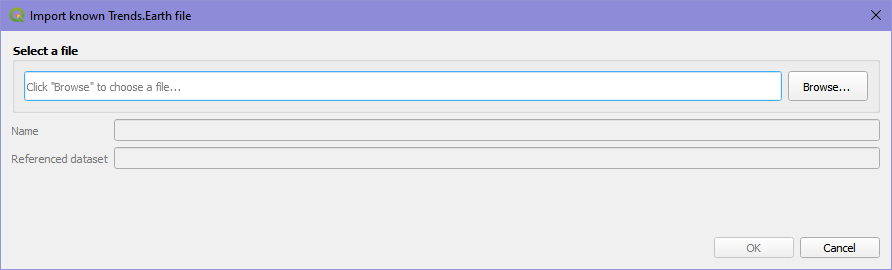 Import known Trends.Earth file
Select a file
Click "Browse" to choose a file...
Browse...
Name
Referenced dataset
OK
Cancel